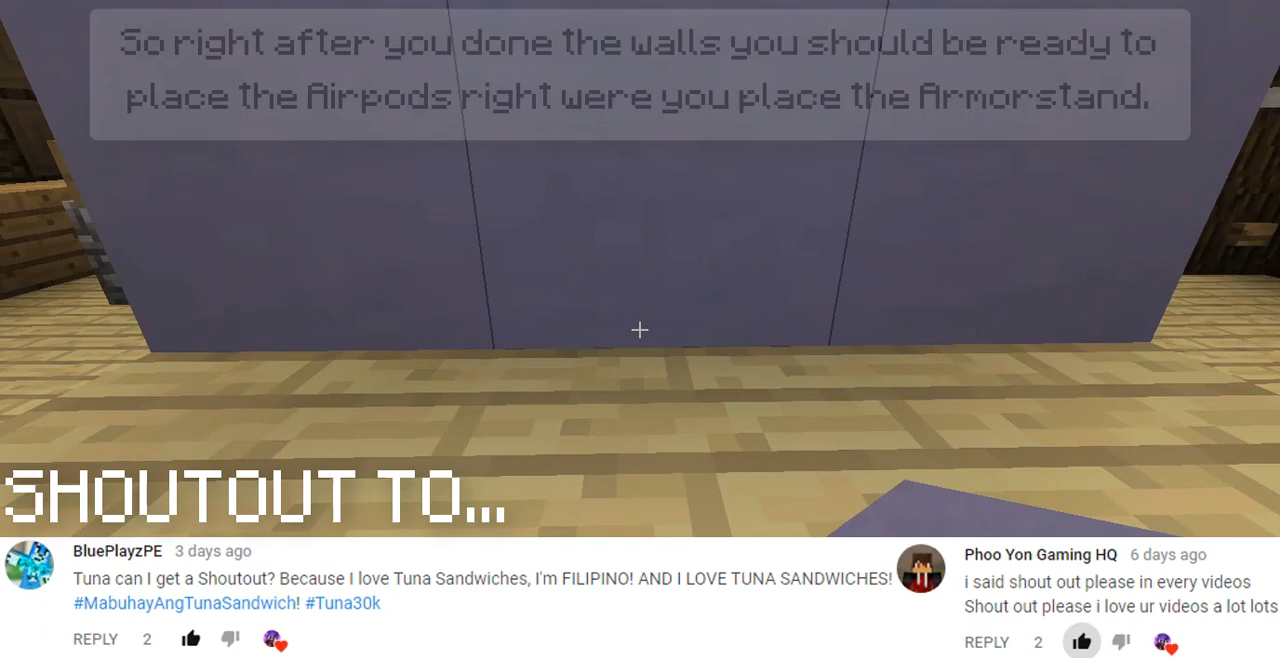 So right after you done the walls you should be ready to
place the Airpods right were you place the Armorstand.
SHOUTOUT TO...
BluePlayzPE 3 days ago
Tuna can I get a Shoutout? Because I love Tuna Sandwiches, I'm FILIPINO! AND I LOVE TUNA SANDWICHES!
#MabuhayAngTunaSandwich! #Tuna30k
REPLY 2
Phoo Yon Gaming HQ 6 days ago
i said shout out please in every videos
Shout out please i love ur videos a lot lots
REPLY 2